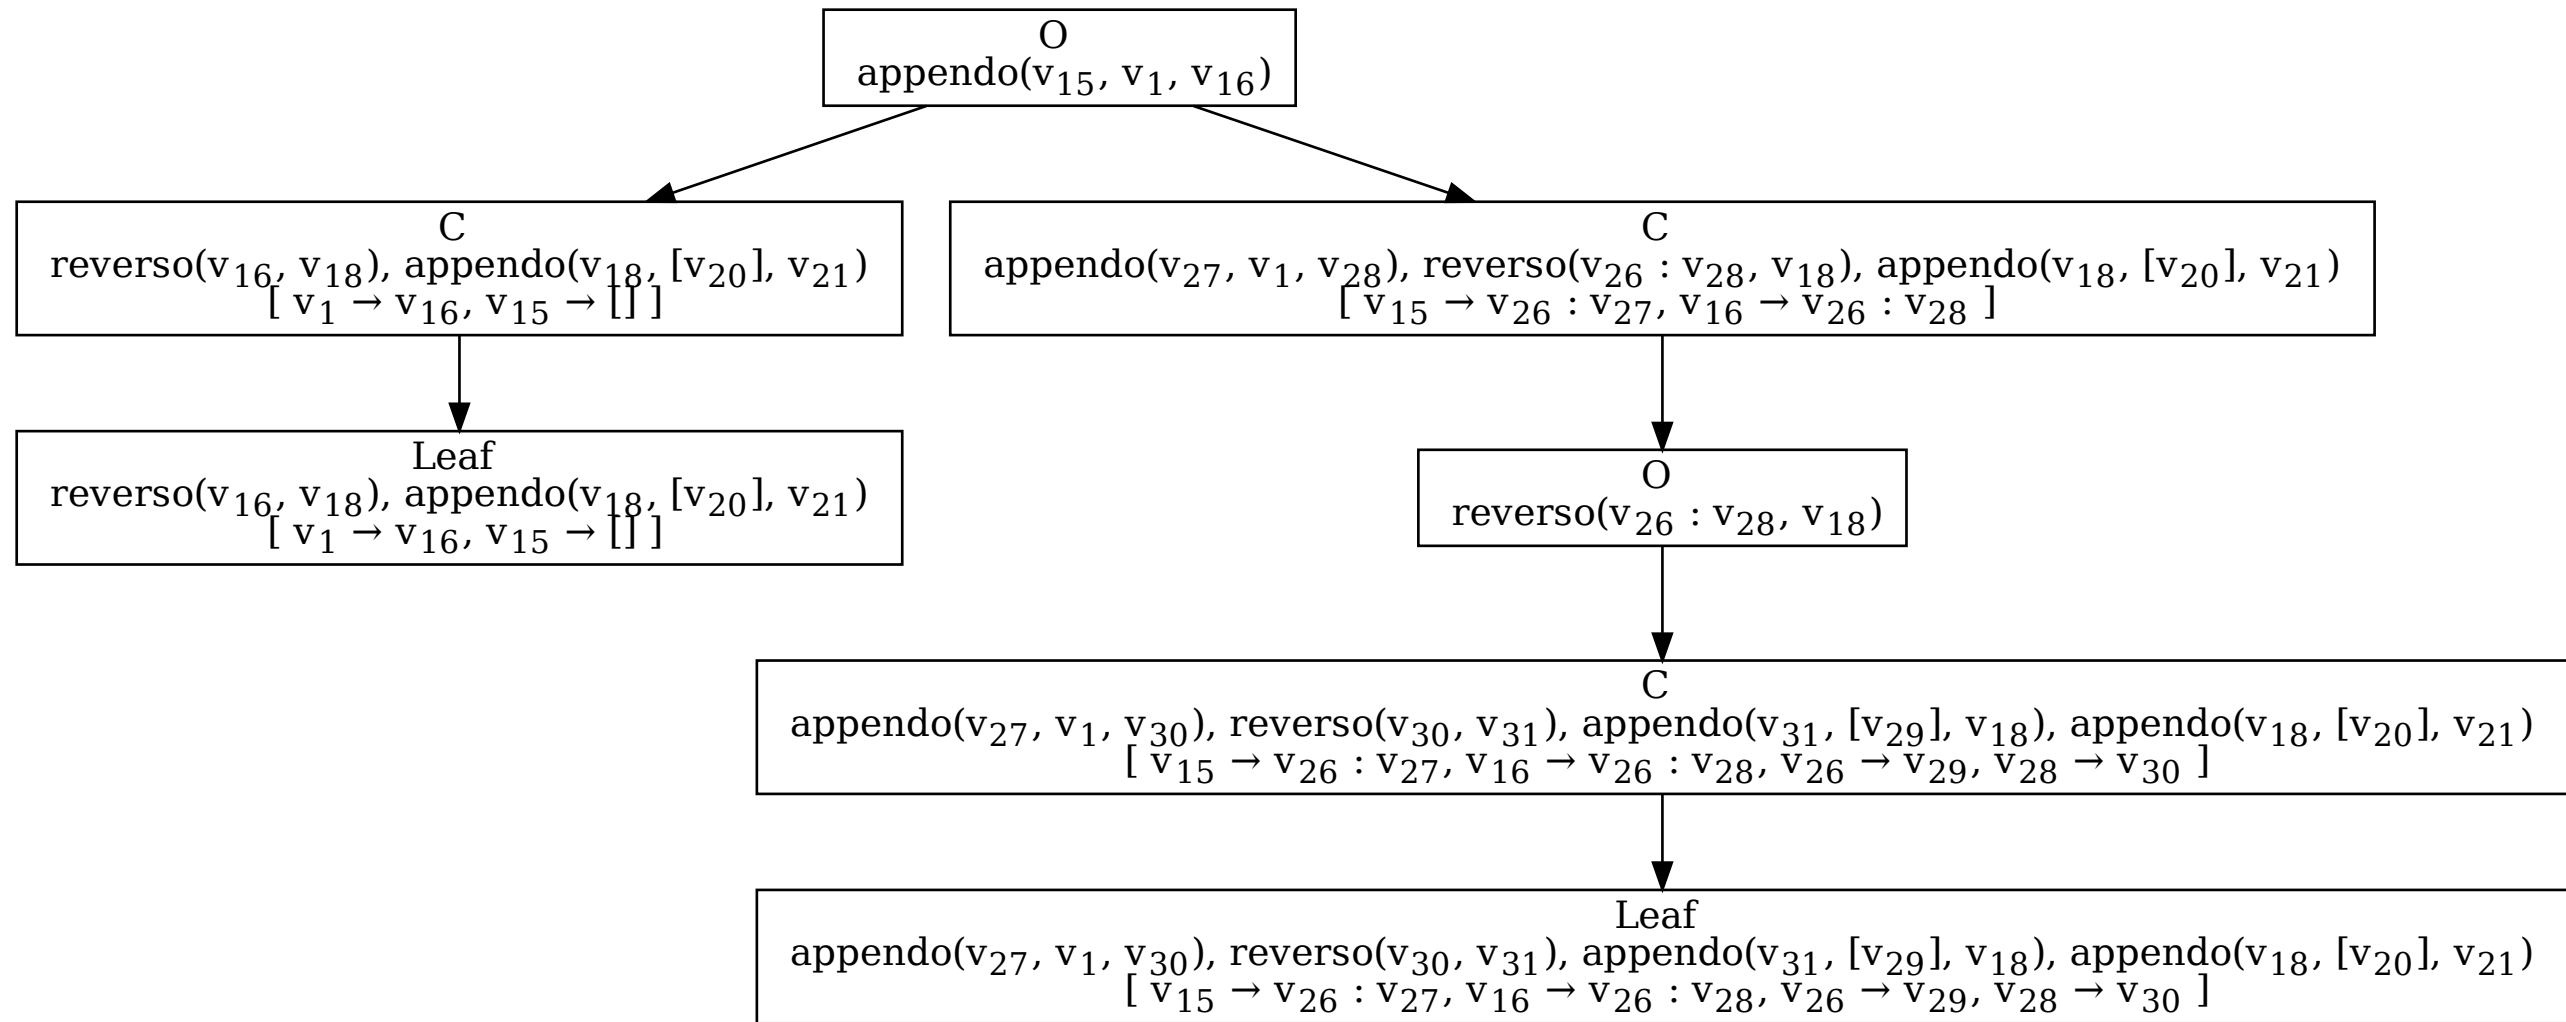 O
appendo(v₁₅, v₁, v₁₆)
C
reverso(v₁₆, v₁₈), appendo(v₁₈, [v₂₀], v₂₁)
[ v₁ → v₁₆, v₁₅ → [] ]
C
appendo(v₂₇, v₁, v₂₈), reverso(v₂₆ : v₂₈, v₁₈), appendo(v₁₈, [v₂₀], v₂₁)
[ v₁₅ → v₂₆ : v₂₇, v₁₆ → v₂₆ : v₂₈ ]
Leaf
reverso(v₁₆, v₁₈), appendo(v₁₈, [v₂₀], v₂₁)
[ v₁ → v₁₆, v₁₅ → [] ]
O
reverso(v₂₆ : v₂₈, v₁₈)
C
appendo(v₂₇, v₁, v₃₀), reverso(v₃₀, v₃₁), appendo(v₃₁, [v₂₉], v₁₈), appendo(v₁₈, [v₂₀], v₂₁)
[ v₁₅ → v₂₆ : v₂₇, v₁₆ → v₂₆ : v₂₈, v₂₆ → v₂₉, v₂₈ → v₃₀ ]
Leaf
appendo(v₂₇, v₁, v₃₀), reverso(v₃₀, v₃₁), appendo(v₃₁, [v₂₉], v₁₈), appendo(v₁₈, [v₂₀], v₂₁)
[ v₁₅ → v₂₆ : v₂₇, v₁₆ → v₂₆ : v₂₈, v₂₆ → v₂₉, v₂₈ → v₃₀ ]